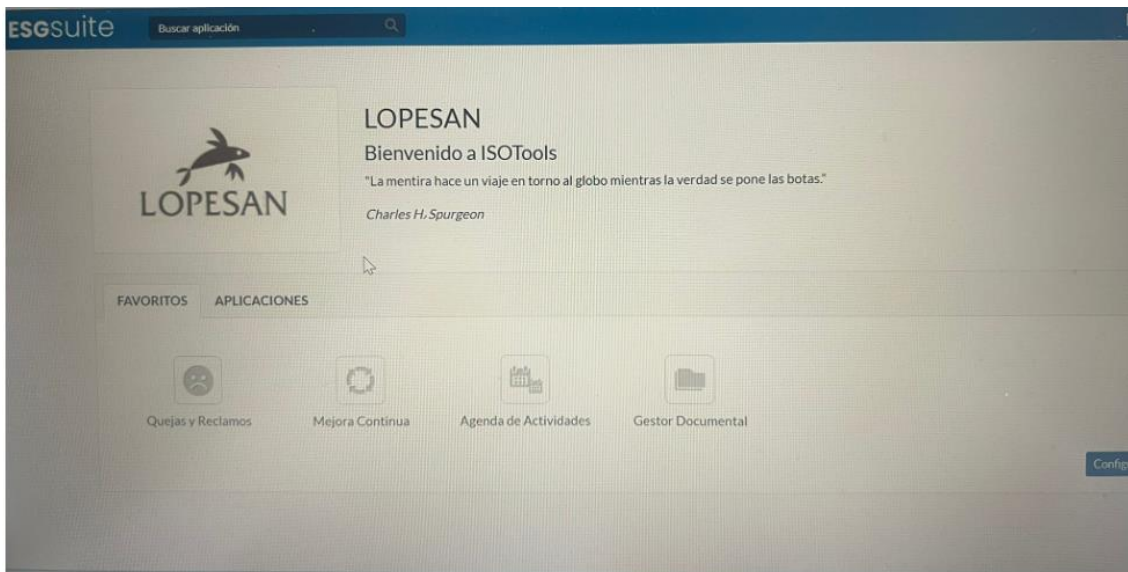 ESGsuite
Buscar aplicación
LOPESAN
LOPESAN
Bienvenido a ISOTools
"La mentira hace un viaje en torno al globo mientras la verdad se pone las botas."
Charles H. Spurgeon
FAVORITOS APLICACIONES
Quejas y Reclamos Mejora Continua Agenda de Actividades Gestor Documental